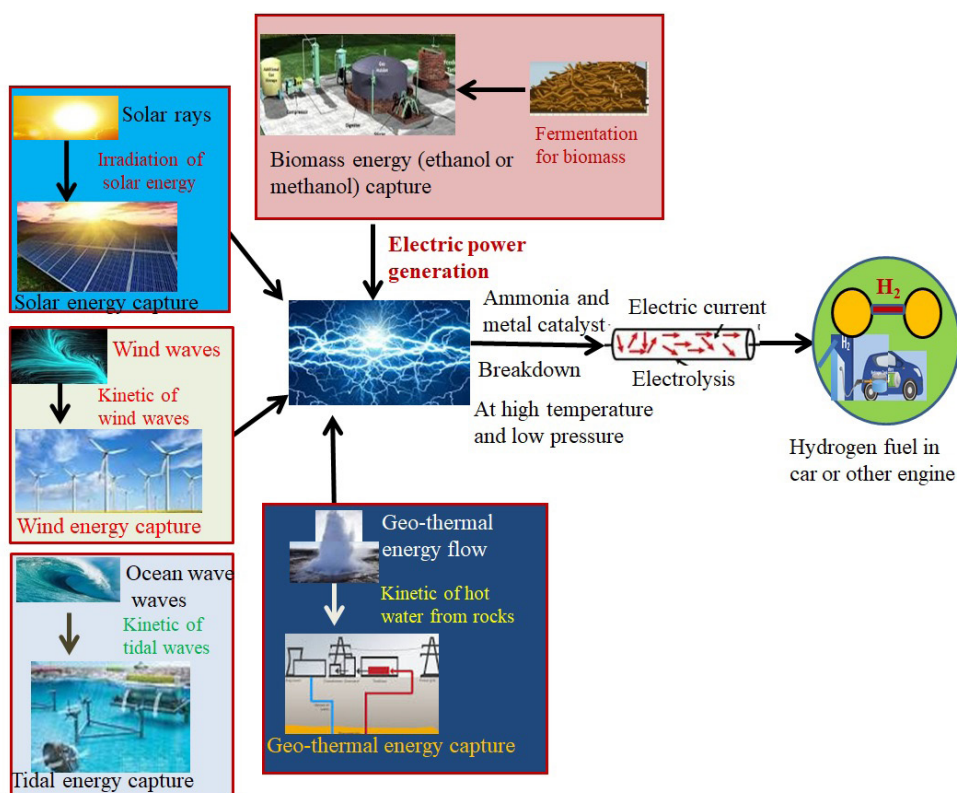 Solar rays
Irradiation of
solar energy
Solar energy capture
Wind waves
Kinetic of
wind waves
Wind energy capture
Ocean wave
waves
Kinetic of
tidal waves
Tidal energy capture
Fermentation
for biomass
Biomass energy (ethanol or
methanol) capture
Electric power
generation
Geo-thermal
energy flow
Kinetic of hot
water from rocks
Geo-thermal energy capture
Ammonia and
metal catalyst
Breakdown
At high temperature
and low pressure
Electric current
Electrolysis
H2
H2
Hydrogen fuel in
car or other engine